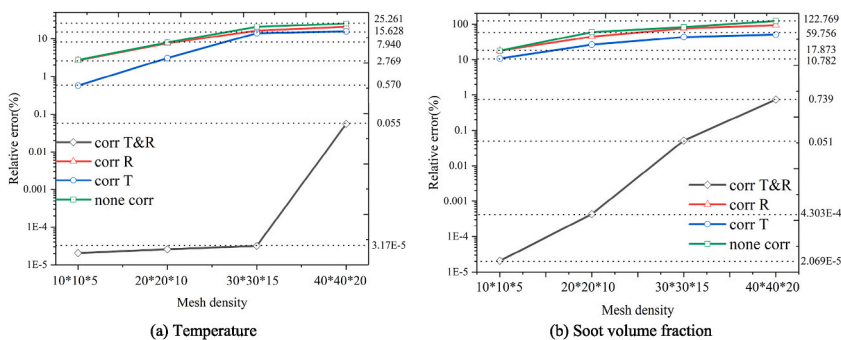 25.261
15.628
7.940
2.769
0.570
0.055
3.17E-5
10
1
0.1
0.01
0.001
1E-4
1E-5
Relative error(%)
corr T&R
corr R
corr T
none corr
10*10*5 20*20*10 30*30*15 40*40*20
Mesh density
(a) Temperature
122.769
59.756
17.873
10.782
0.739
0.051
4.303E-4
2.069E-5
100
10
1
0.1
0.01
0.001
1E-4
1E-5
Relative error(%)
corr T&R
corr R
corr T
none corr
10*10*5 20*20*10 30*30*15 40*40*20
Mesh density
(b) Soot volume fraction